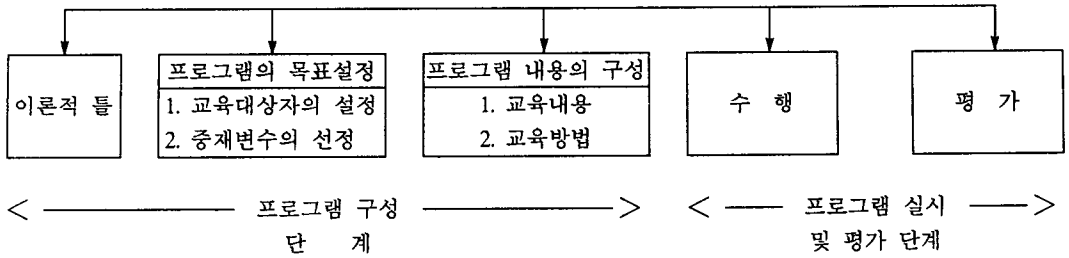 이론적 틀
프로그램의 목표설정
1. 교육대상자의 설정
2. 중재변수의 선정
프로그램 내용의 구성
1. 교육내용
2. 교육방법
수 행
평 가
프로그램 구성
단 계
프로그램 실시
및 평가 단계